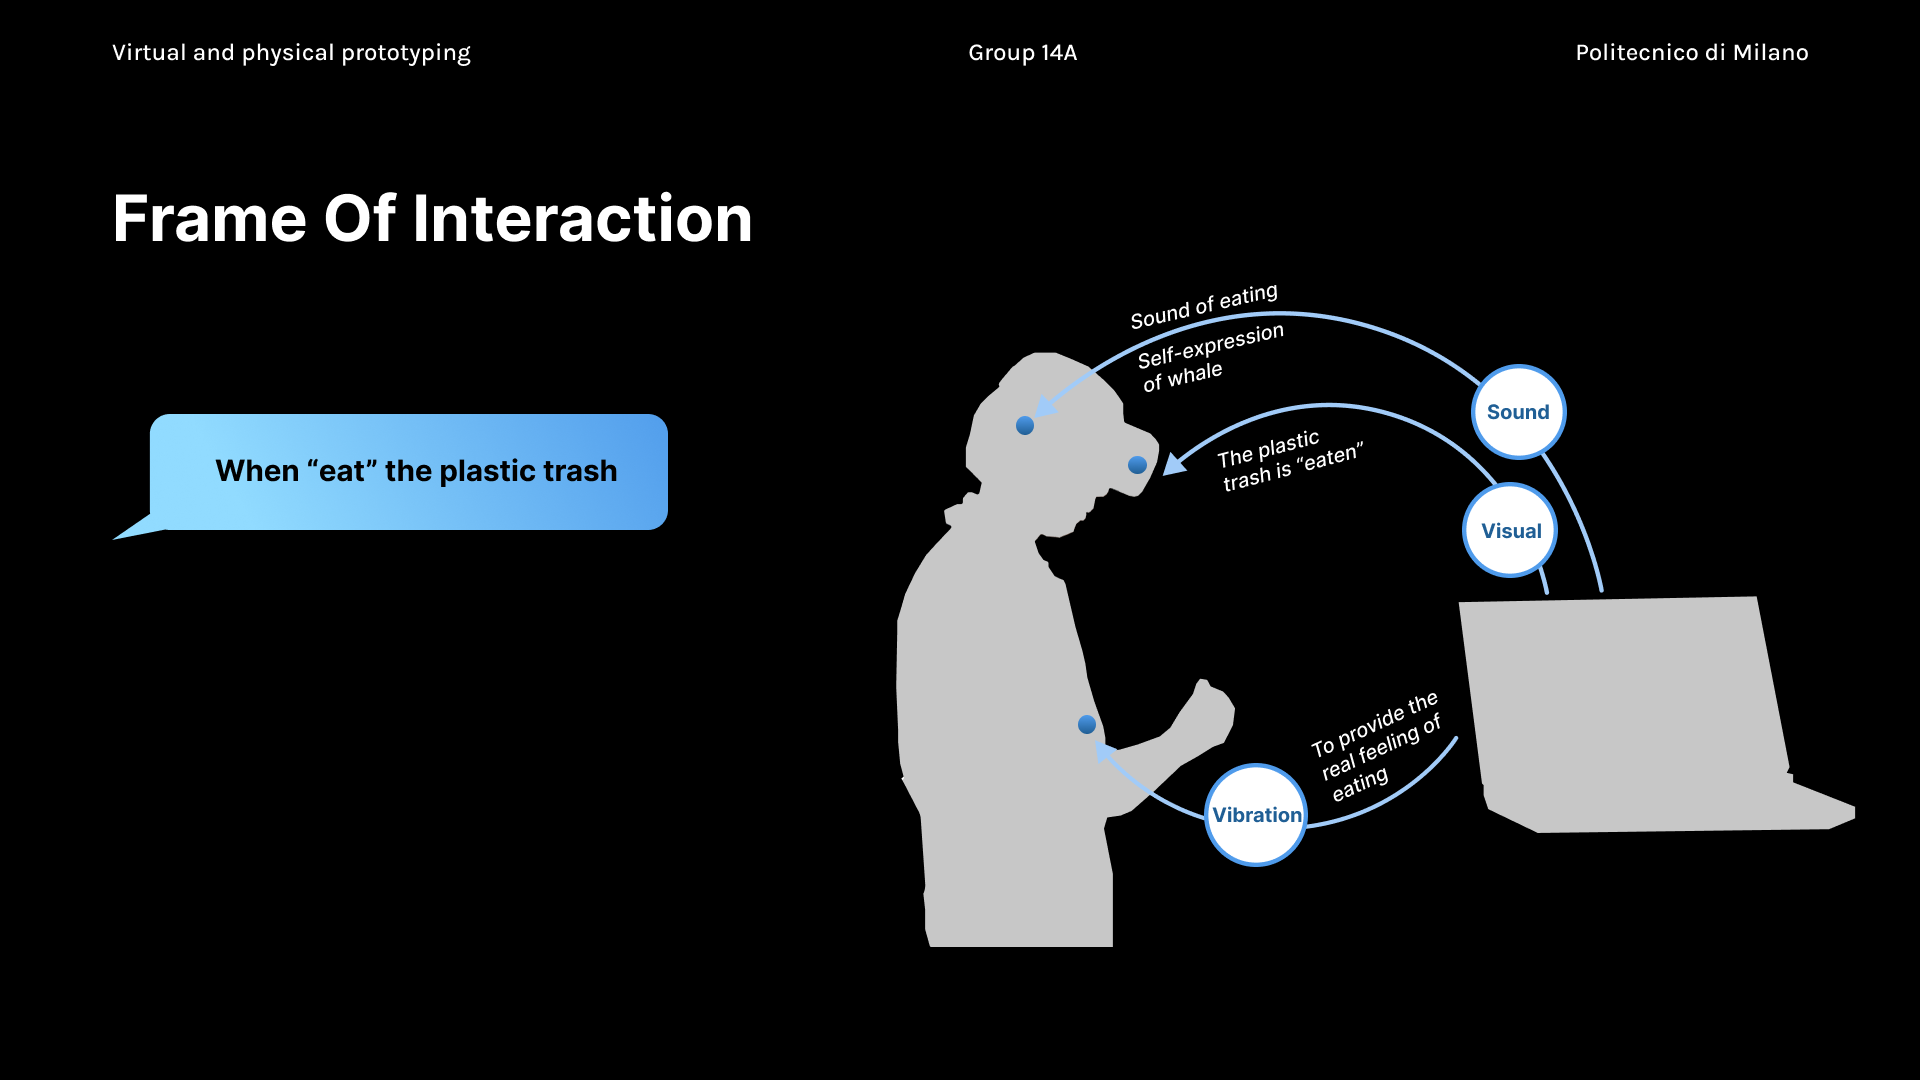 Virtual and physical prototyping
Group 14A
Politecnico di Milano
Frame Of Interaction
When “eat” the plastic trash
Sound of eating
Self-expression
of whale
Sound
The plastic
trash is “eaten”
Visual
To provide the
real feeling of
eating
Vibration